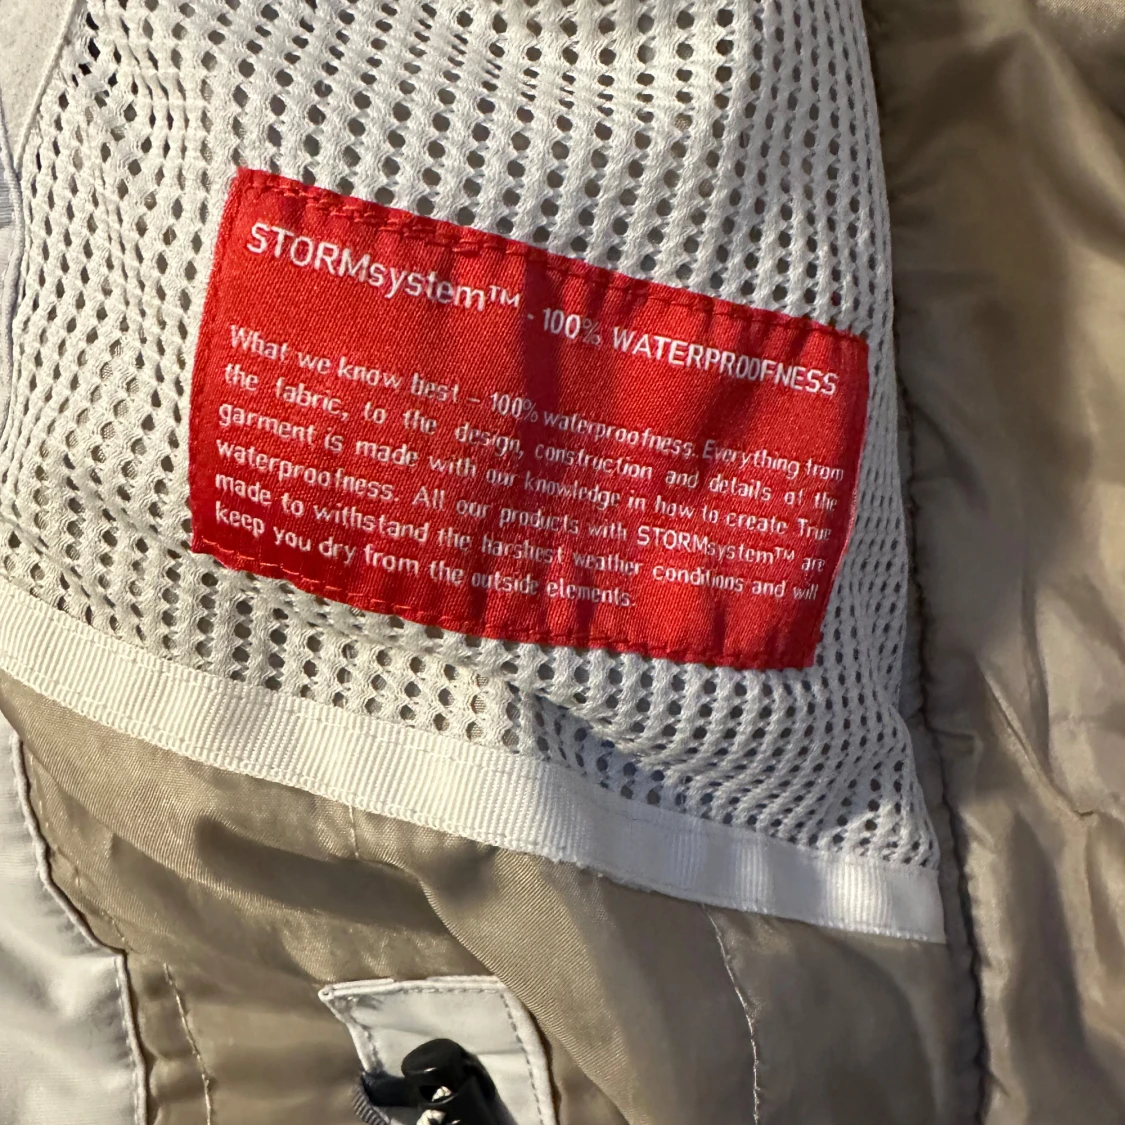 STORMsystem™ - 100% WATERPROOFNESS
What we know best – 100% waterproofness. Everything from
the fabric, to the design, construction and details of the
garment is made with our knowledge in how to create True
waterproofness. All our products with STORMsystem™ are
made to withstand the harshest weather conditions and will
keep you dry from the outside elements.